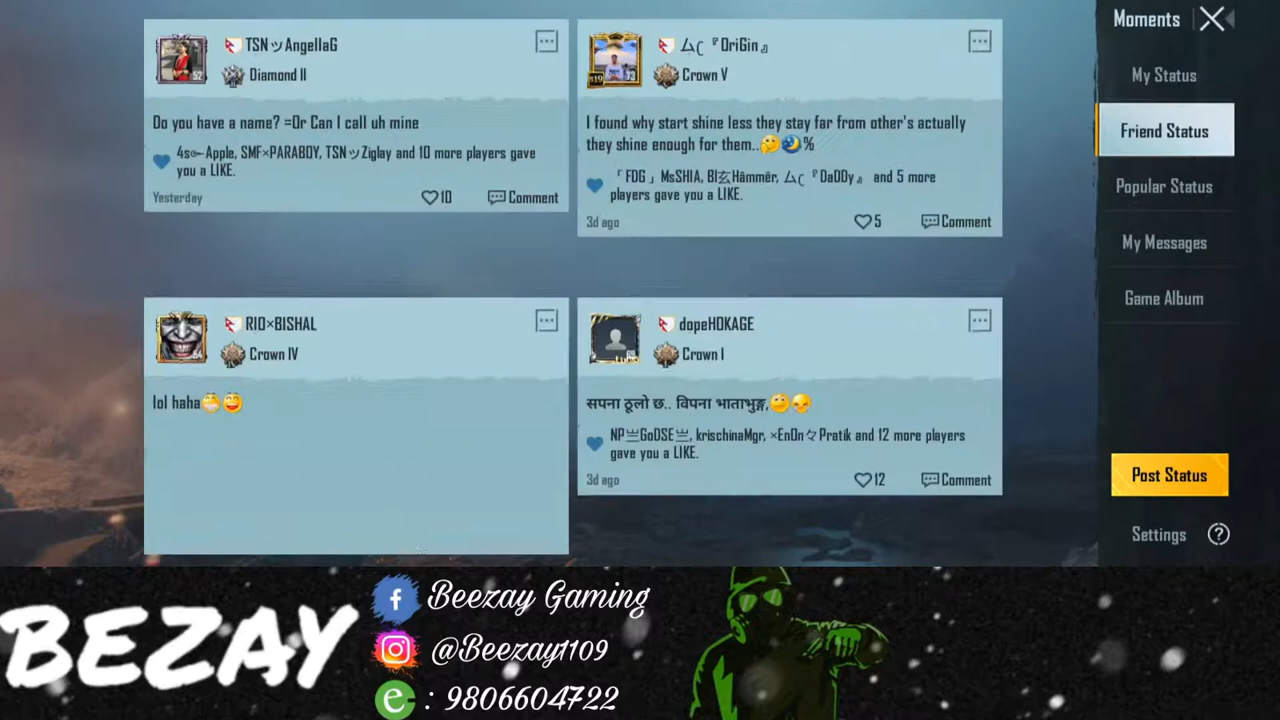 TSNツAngellaG
Diamond II
Do you have a name? =Or Can I call uh mine
4s๛Apple, SMF×PARABOY, TSNツZiglay and 10 more players gave
you a LIKE.
Yesterday
10
Comment
ム(『OriGin』
Crown V
I found why start shine less they stay far from other's actually
they shine enough for them..🤔🌏%
「FDG」MsSHIA, BI玄Hämmér, ム(『DaDDy』 and 5 more
players gave you a LIKE.
3d ago
5
Comment
RIO×BISHAL
Crown IV
lol haha😁😄
dopeHOKAGE
Crown I
सपना ठूलो छ.. विपना भाताभुङ्ग,🤔😝
NP亗GoDSE亗, krischinaMgr, ×EnOn々Pratik and 12 more players
gave you a LIKE.
3d ago
12
Comment
Moments
My Status
Friend Status
Popular Status
My Messages
Game Album
Post Status
Settings
BEZAY
Beezay Gaming
@Beezay1109
e : 9806604722